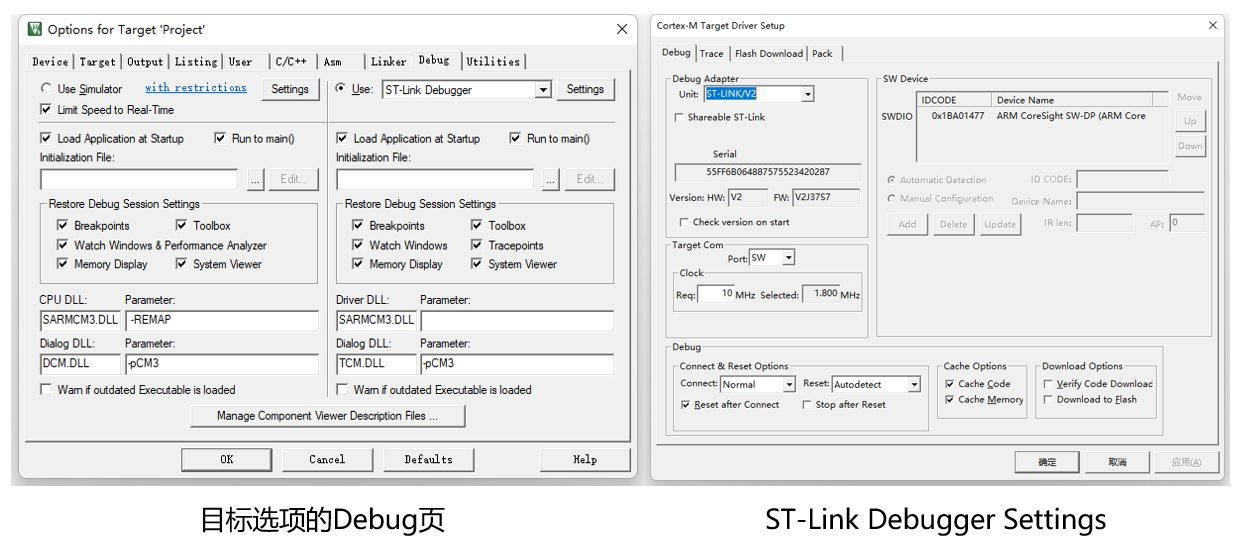 Options for Target 'Project'
Device Target Output Listing User C/C++ Asm Linker Debug Utilities
Use Simulator with restrictions Settings
Limit Speed to Real-Time
Use: ST-Link Debugger Settings
Load Application at Startup Run to main()
Initialization File:
... Edit...
Load Application at Startup Run to main()
Initialization File:
... Edit...
Restore Debug Session Settings
Breakpoints Toolbox
Watch Windows & Performance Analyzer
Memory Display System Viewer
Restore Debug Session Settings
Breakpoints Toolbox
Watch Windows Tracepoints
Memory Display System Viewer
CPU DLL: Parameter:
SARMCM3.DLL -REMAP
Dialog DLL: Parameter:
DCM.DLL -pCM3
Warn if outdated Executable is loaded
Driver DLL: Parameter:
SARMCM3.DLL
Dialog DLL: Parameter:
TCM.DLL -pCM3
Warn if outdated Executable is loaded
Manage Component Viewer Description Files ...
OK Cancel Defaults Help
目标选项的Debug页
Cortex-M Target Driver Setup
Debug Trace Flash Download Pack
Debug Adapter
Unit: ST-LINK/V2
Shareable ST-Link
Serial
55FF6B064887575523420287
Version: HW: V2 FW: V2J37S7
Check version on start
Target Com
Port: SW
Clock
Req: 10 MHz Selected: 1.800 MHz
SW Device
IDCODE Device Name
SWDIO 0x1BA01477 ARM CoreSight SW-DP (ARM Core
Move
Up
Down
Automatic Detection ID CODE:
Manual Configuration Device Name:
Add Delete Update IR len: AP: 0
Debug
Connect & Reset Options
Connect: Normal Reset: Autodetect
Reset after Connect Stop after Reset
Cache Options
Cache Code
Cache Memory
Download Options
Verify Code Download
Download to Flash
确定 取消 应用(A)
ST-Link Debugger Settings